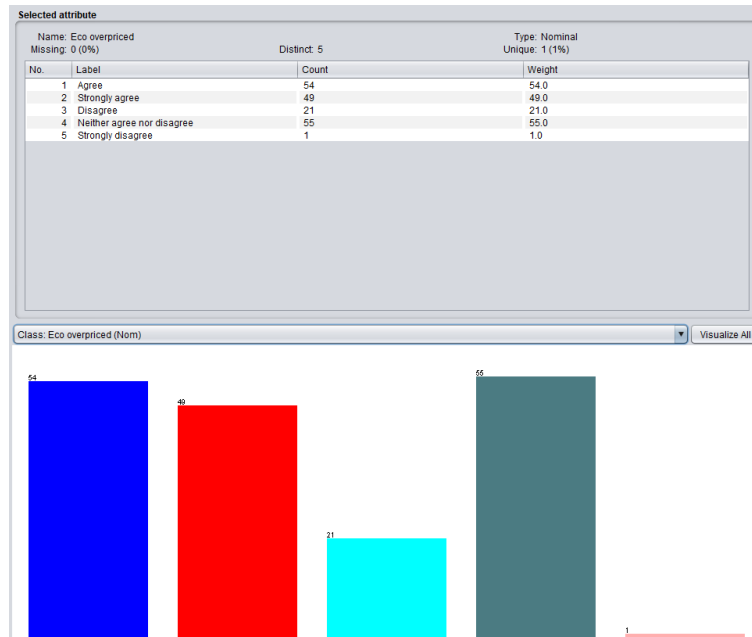 Selected attribute
Name: Eco overpriced Type: Nominal
Missing: 0 (0%) Distinct: 5 Unique: 1 (1%)
No. Label Count Weight
1 Agree 54 54.0
2 Strongly agree 49 49.0
3 Disagree 21 21.0
4 Neither agree nor disagree 55 55.0
5 Strongly disagree 1 1.0
Class: Eco overpriced (Nom) Visualize All
54
49
21
55
1